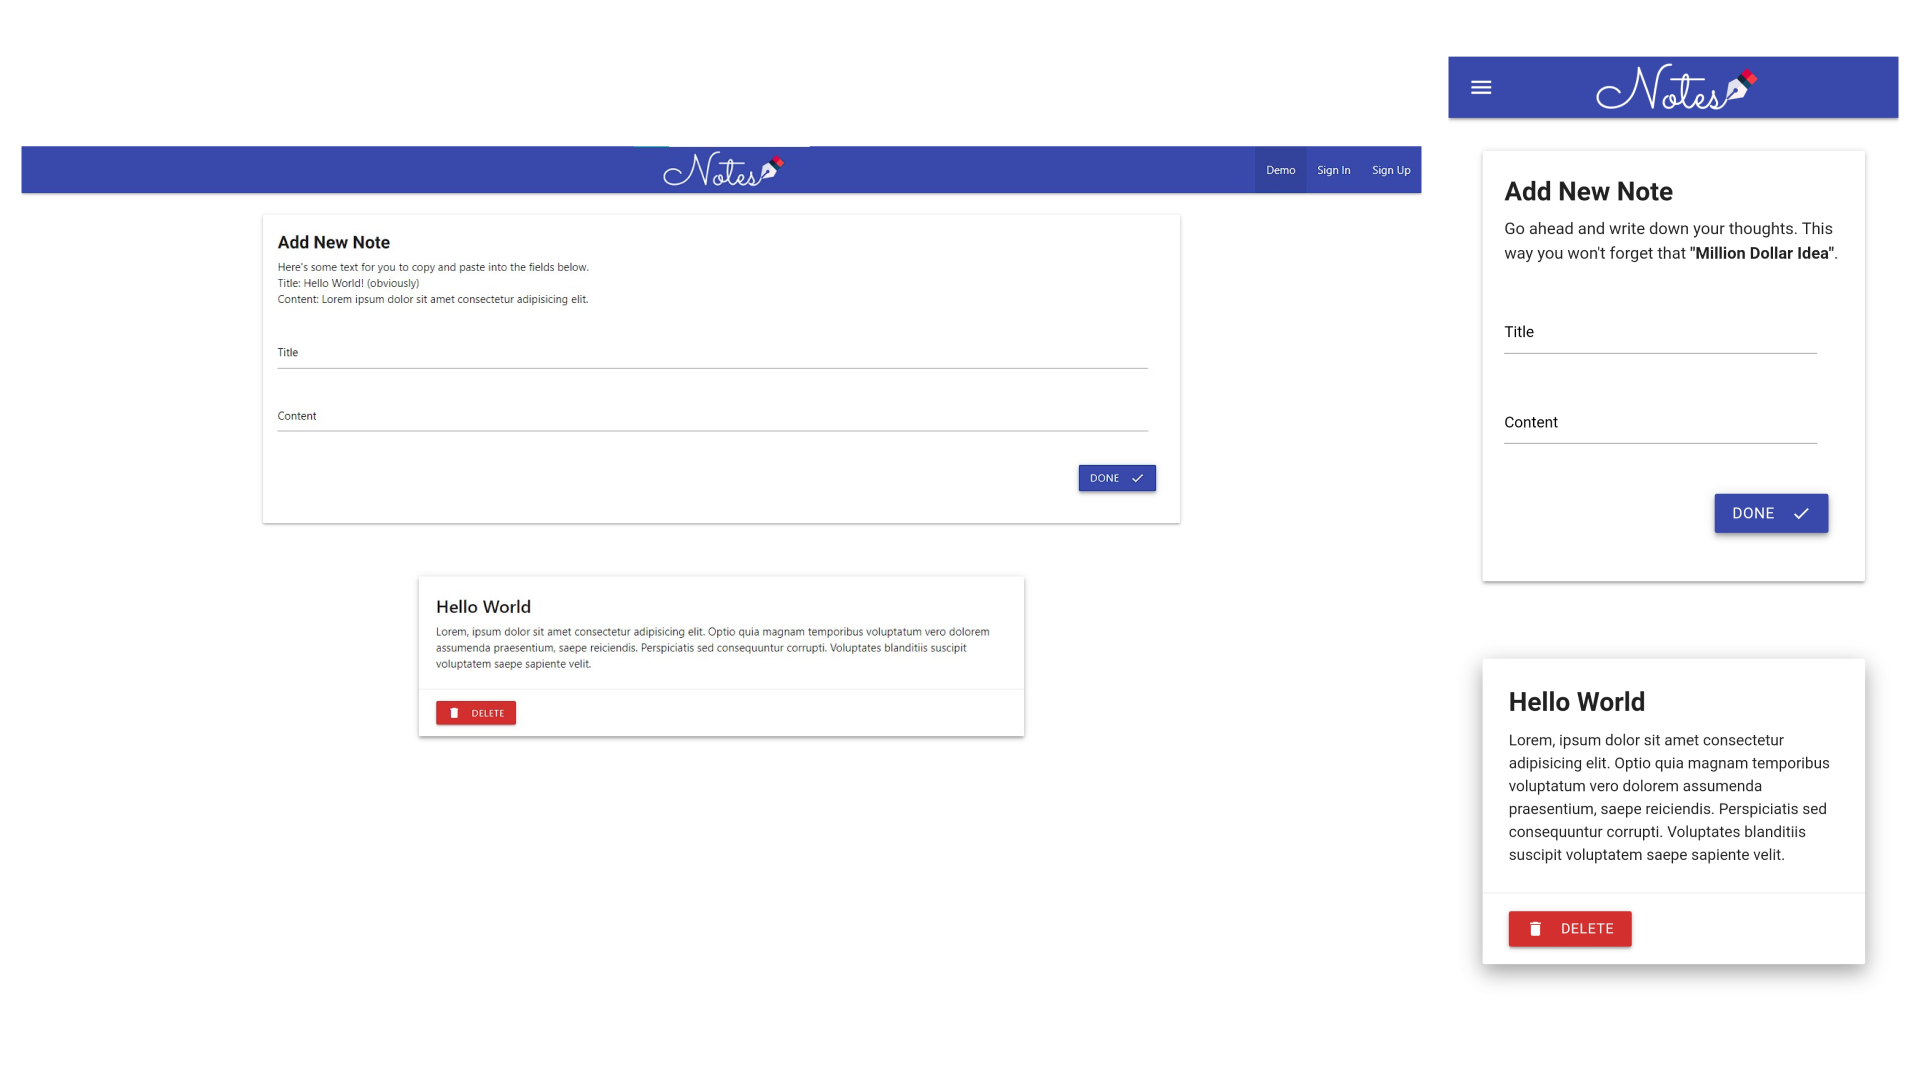 Notes
Demo Sign In Sign Up
Add New Note
Here's some text for you to copy and paste into the fields below.
Title: Hello World! (obviously)
Content: Lorem ipsum dolor sit amet consectetur adipisicing elit.
Title
Content
DONE
Hello World
Lorem, ipsum dolor sit amet consectetur adipisicing elit. Optio quia magnam temporibus voluptatum vero dolorem
assumenda praesentium, saepe reiciendis. Perspiciatis sed consequuntur corrupti. Voluptates blanditiis suscipit
voluptatem saepe sapiente velit.
DELETE
Notes
Add New Note
Go ahead and write down your thoughts. This
way you won't forget that "Million Dollar Idea".
Title
Content
DONE
Hello World
Lorem, ipsum dolor sit amet consectetur
adipisicing elit. Optio quia magnam temporibus
voluptatum vero dolorem assumenda
praesentium, saepe reiciendis. Perspiciatis sed
consequuntur corrupti. Voluptates blanditiis
suscipit voluptatem saepe sapiente velit.
DELETE